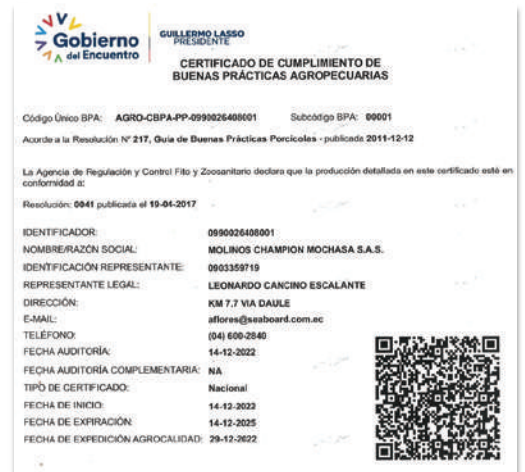 Gobierno
del Encuentro
GUILLERMO LASSO
PRESIDENTE
CERTIFICADO DE CUMPLIMIENTO DE
BUENAS PRÁCTICAS AGROPECUARIAS
Código Único BPA: AGRO-CBPA-PP-0990026408001 Subcódigo BPA: 00001
Acorde a la Resolución Nº 217, Guia de Buenas Prácticas Porcícolas - publicada 2011-12-12
La Agencia de Regulación y Control Fito y Zoosanitario declara que la producción detallada en este certificado esté en
conformidad a:
Resolución: 0041 publicada el 19-04-2017
IDENTIFICADOR: 0990026408001
NOMBRE/RAZÓN SOCIAL: MOLINOS CHAMPION MOCHASA S.A.S.
IDENTIFICACIÓN REPRESENTANTE: 0903359719
REPRESENTANTE LEGAL: LEONARDO CANCINO ESCALANTE
DIRECCIÓN: KM 7.7 VIA DAULE
E-MAIL: aflores@seaboard.com.ec
TELÉFONO: (04) 600-2840
FECHA AUDITORÍA: 14-12-2022
FECHA AUDITORÍA COMPLEMENTARIA: NA
TIPO DE CERTIFICADO: Nacional
FECHA DE INICIO: 14-12-2022
FECHA DE EXPIRACIÓN: 14-12-2025
FECHA DE EXPEDICIÓN AGROCALIDAD: 29-12-2022